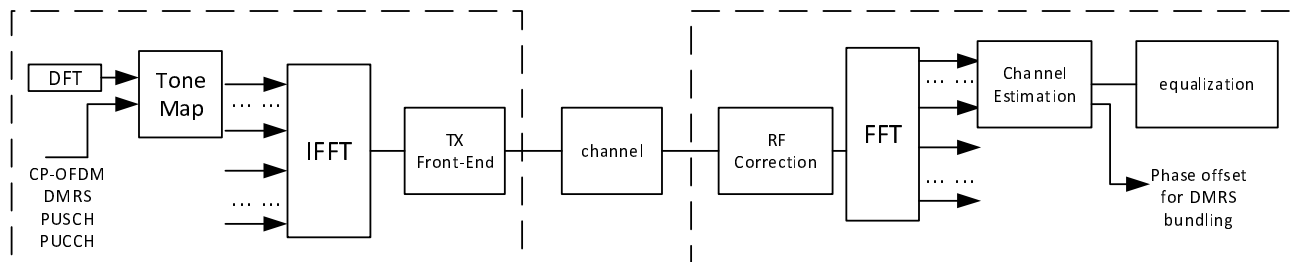 DFT
Tone
Map
... ...
... ...
CP-OFDM
DMRS
PUSCH
PUCCH
IFFT
TX
Front-End
channel
RF
Correction
FFT
... ...
... ...
Channel
Estimation
equalization
Phase offset
for DMRS
bundling